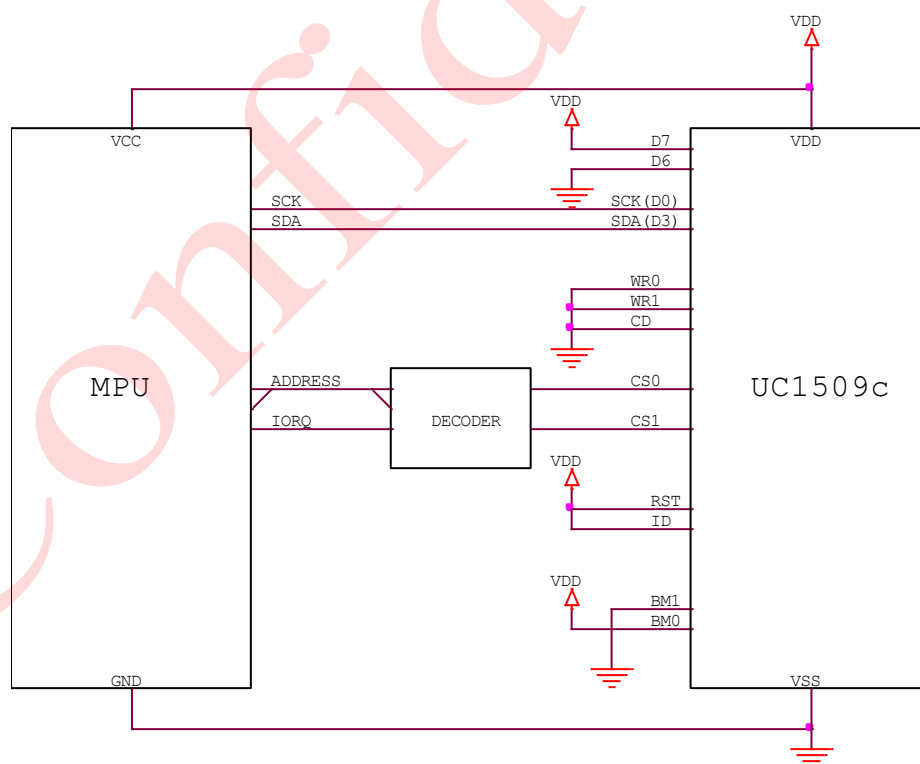 VDD
VDD
VCC
D7
VDD
D6
SCK
SCK(D0)
SDA
SDA(D3)
WR0
WR1
CD
MPU
ADDRESS
CS0
UC1509c
IORQ
DECODER
CS1
VDD
RST
ID
VDD
BM1
BM0
GND
VSS
Confid